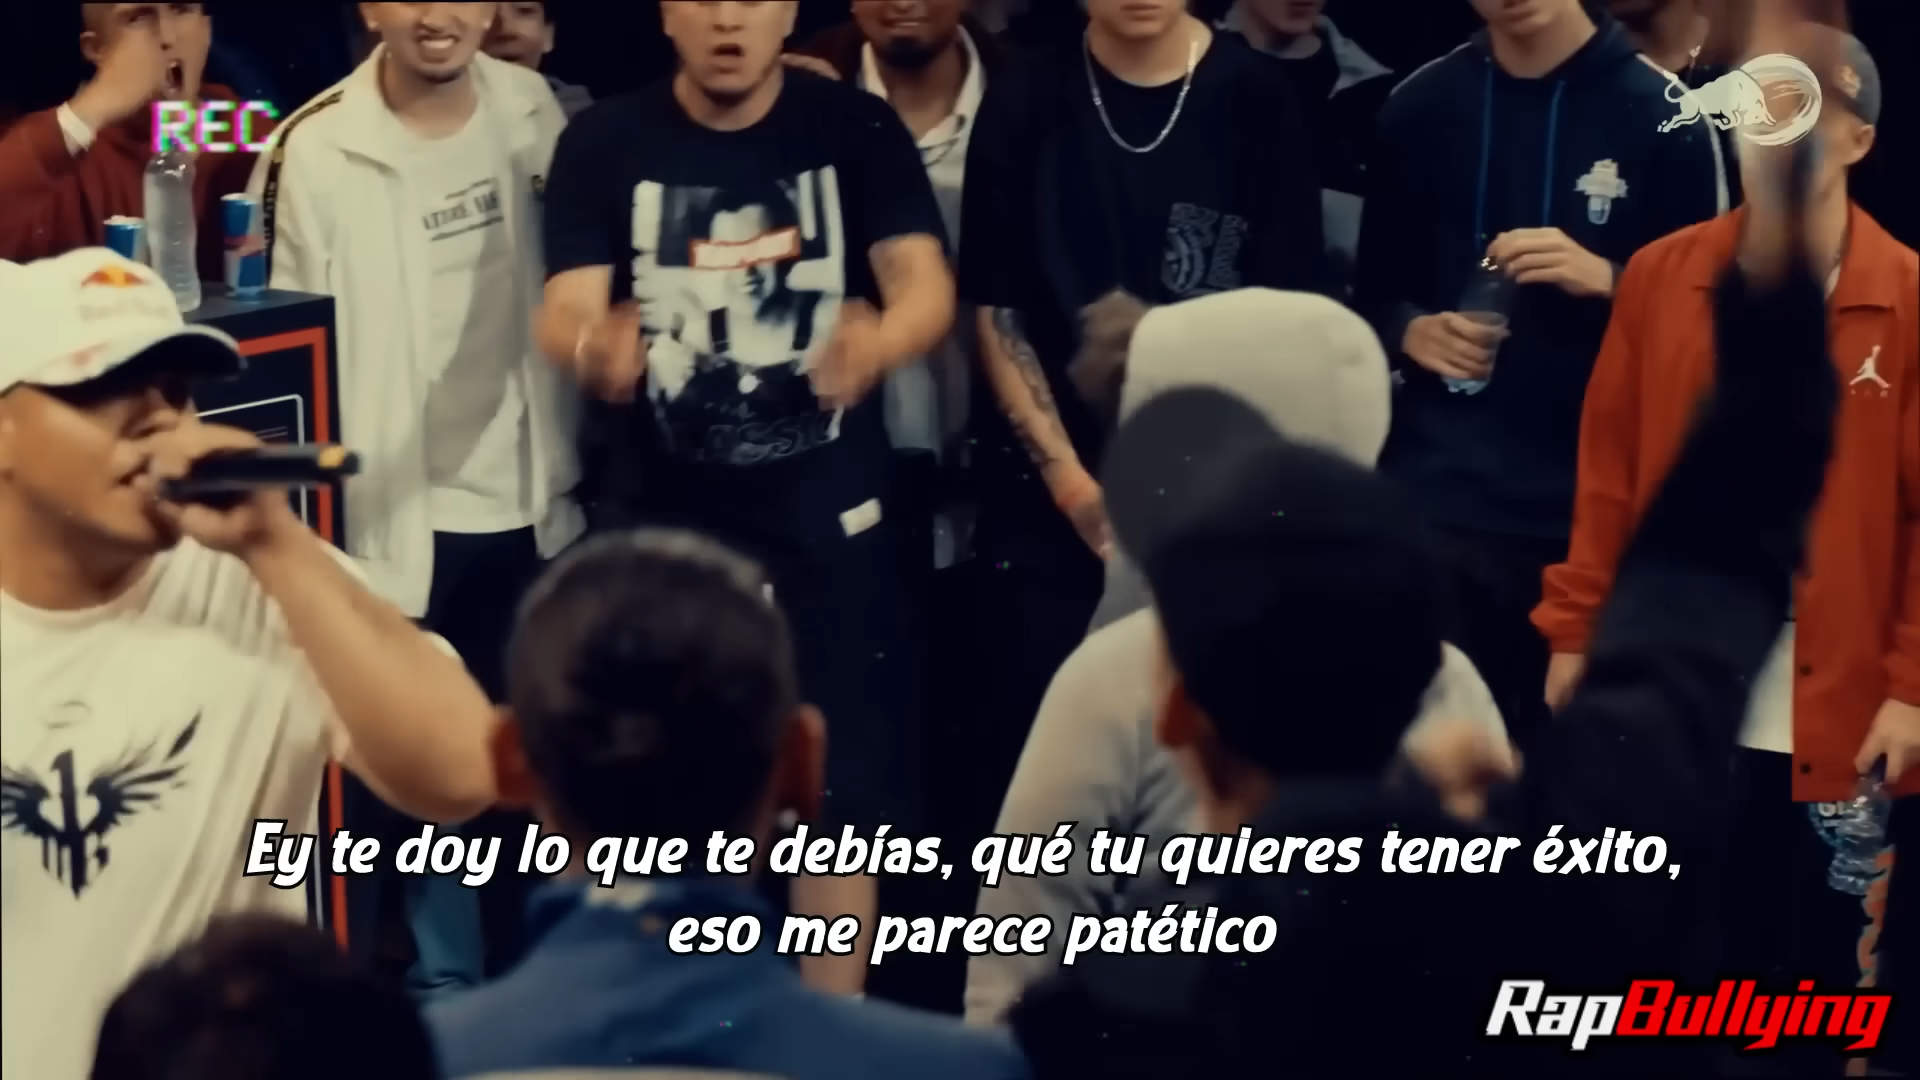 REC
Ey te doy lo que te debías, qué tu quieres tener éxito,
eso me parece patético
RapBullying